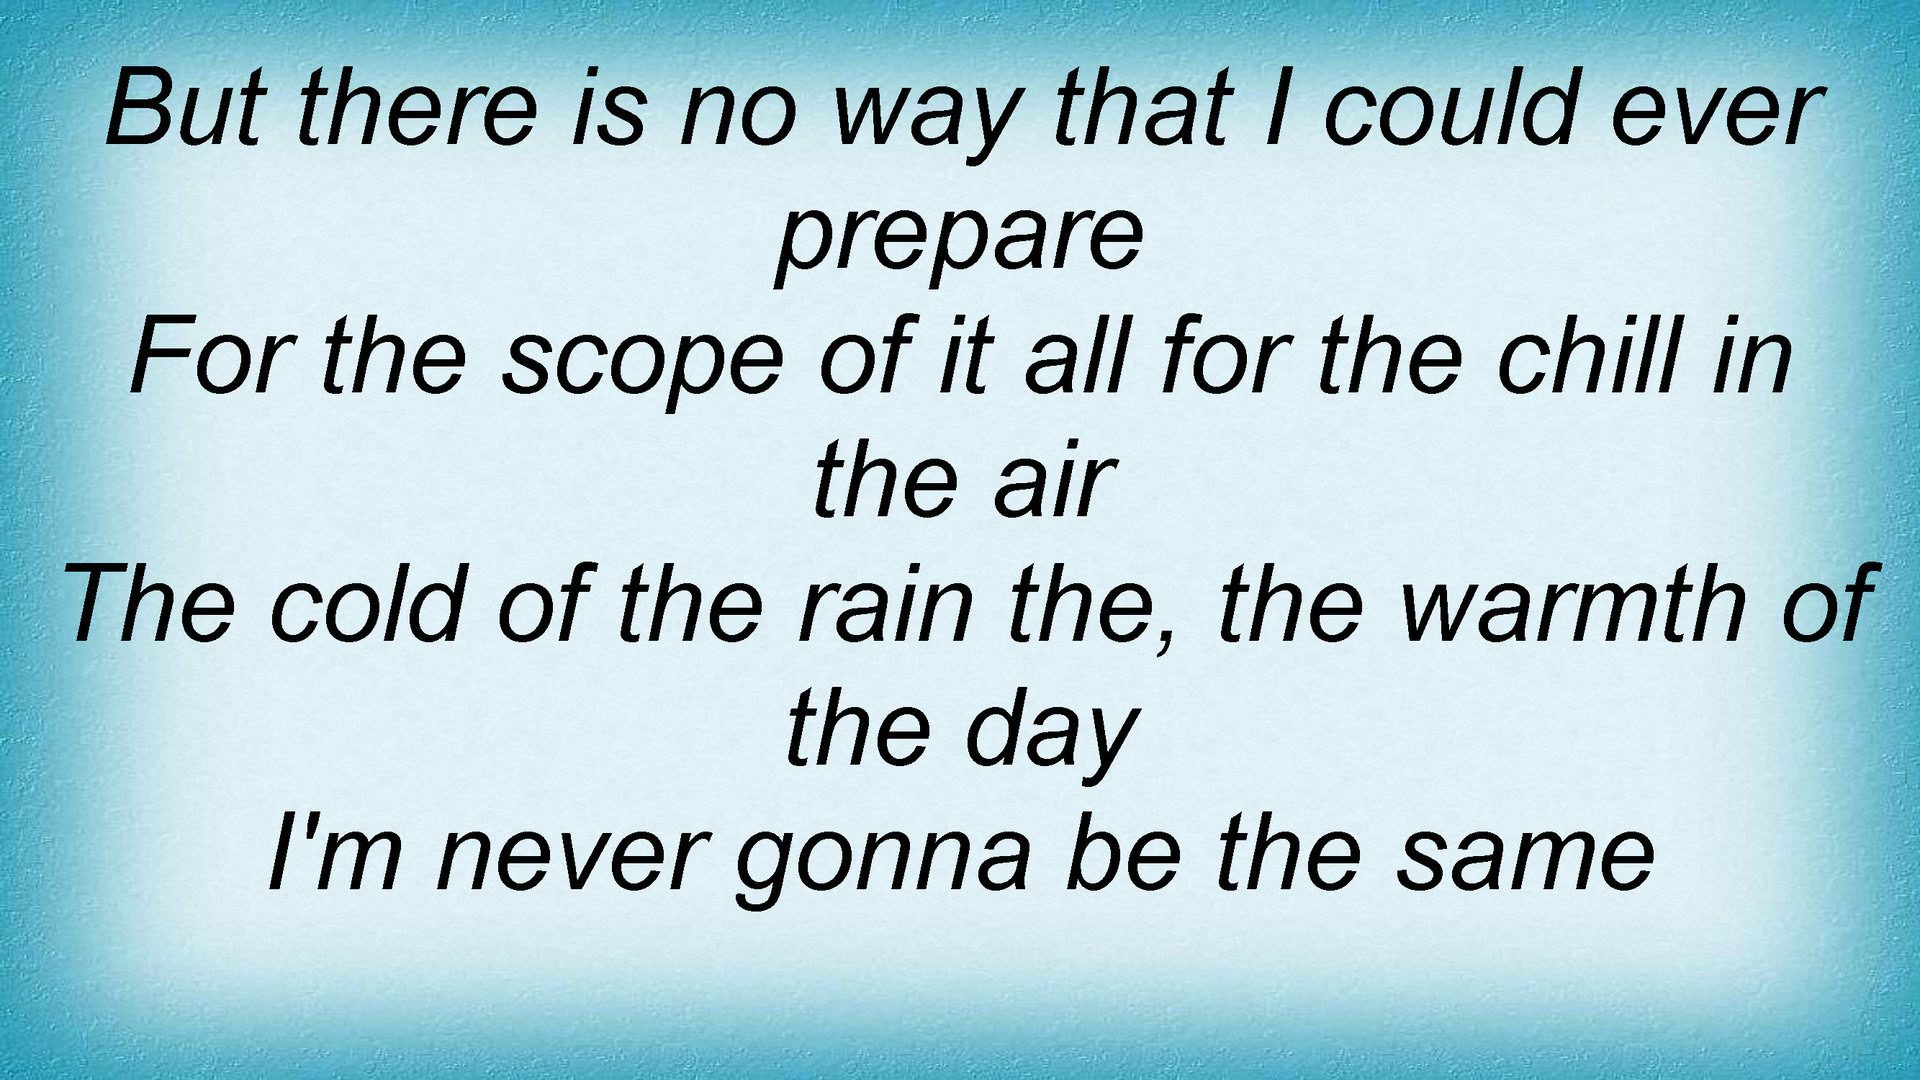 But there is no way that I could ever
prepare
For the scope of it all for the chill in
the air
The cold of the rain the, the warmth of
the day
I'm never gonna be the same